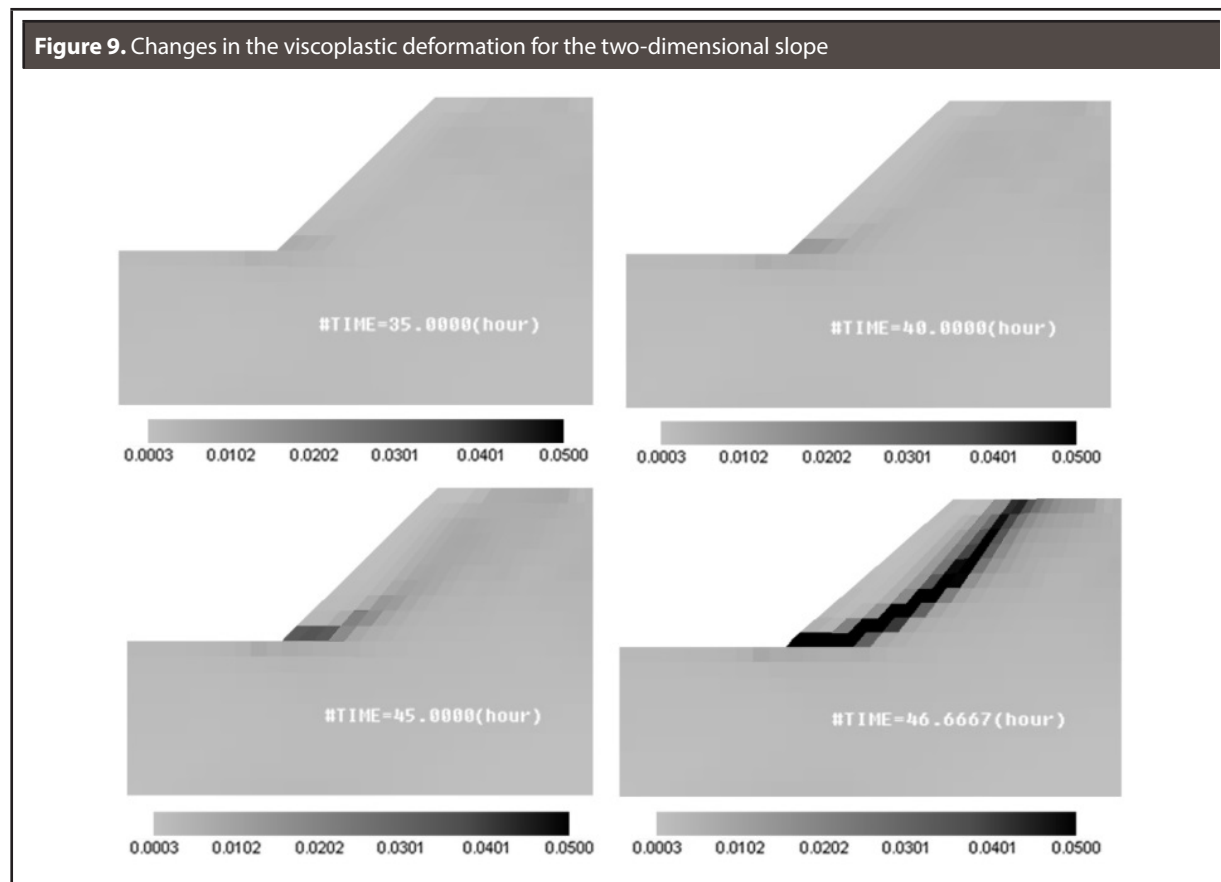 Figure 9. Changes in the viscoplastic deformation for the two-dimensional slope
#TIME=35.0000(hour)
0.0003 0.0102 0.0202 0.0301 0.0401 0.0500
#TIME=40.0000(hour)
0.0003 0.0102 0.0202 0.0301 0.0401 0.0500
#TIME=45.0000(hour)
0.0003 0.0102 0.0202 0.0301 0.0401 0.0500
#TIME=46.6667(hour)
0.0003 0.0102 0.0202 0.0301 0.0401 0.0500